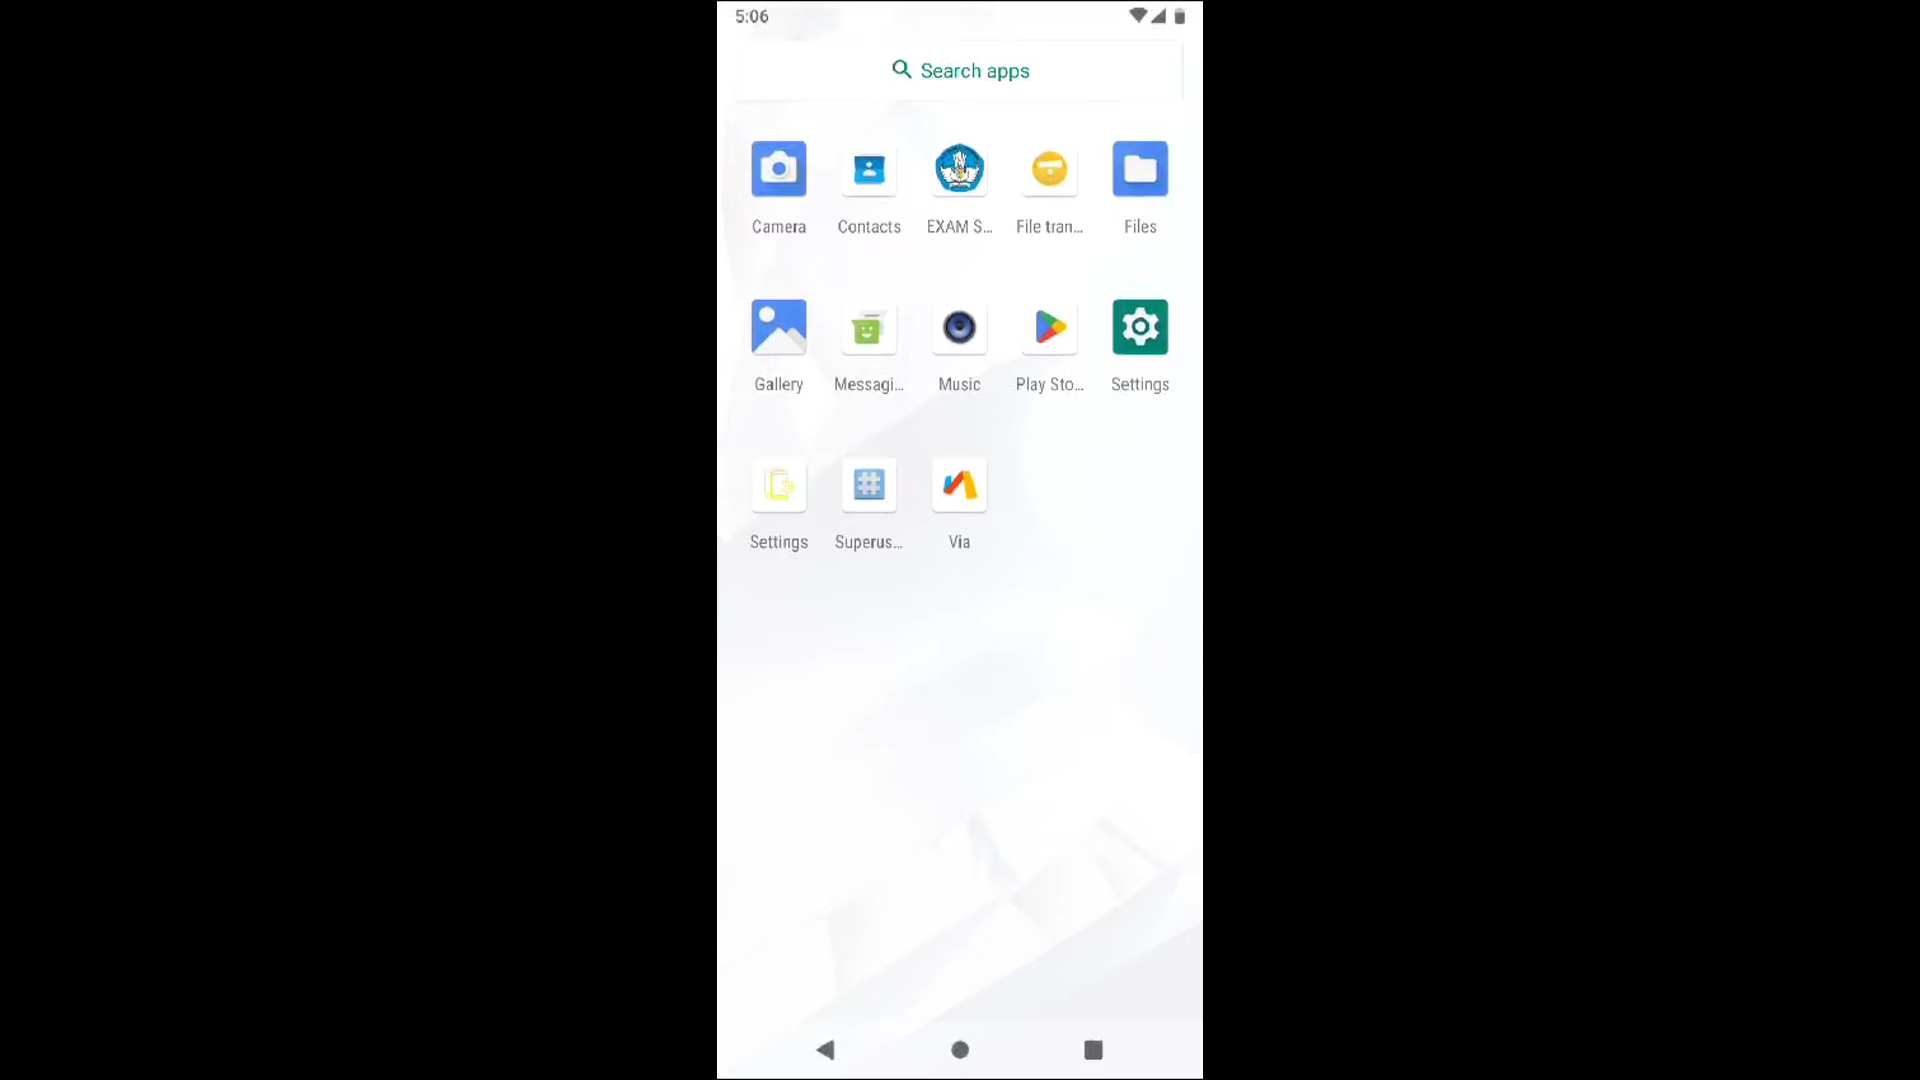 5:06
Search apps
Camera
Contacts
EXAM S...
File tran...
Files
Gallery
Messagi...
Music
Play Sto...
Settings
Settings
Superus...
Via